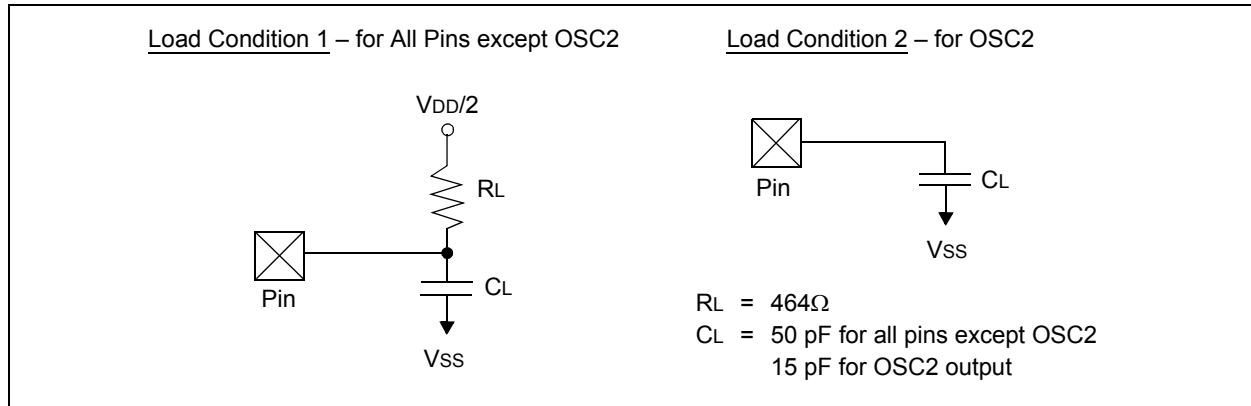 Load Condition 1 – for All Pins except OSC2
VDD/2
RL
Pin
CL
VSS
Load Condition 2 – for OSC2
Pin
CL
VSS
RL = 464Ω
CL = 50 pF for all pins except OSC2
15 pF for OSC2 output